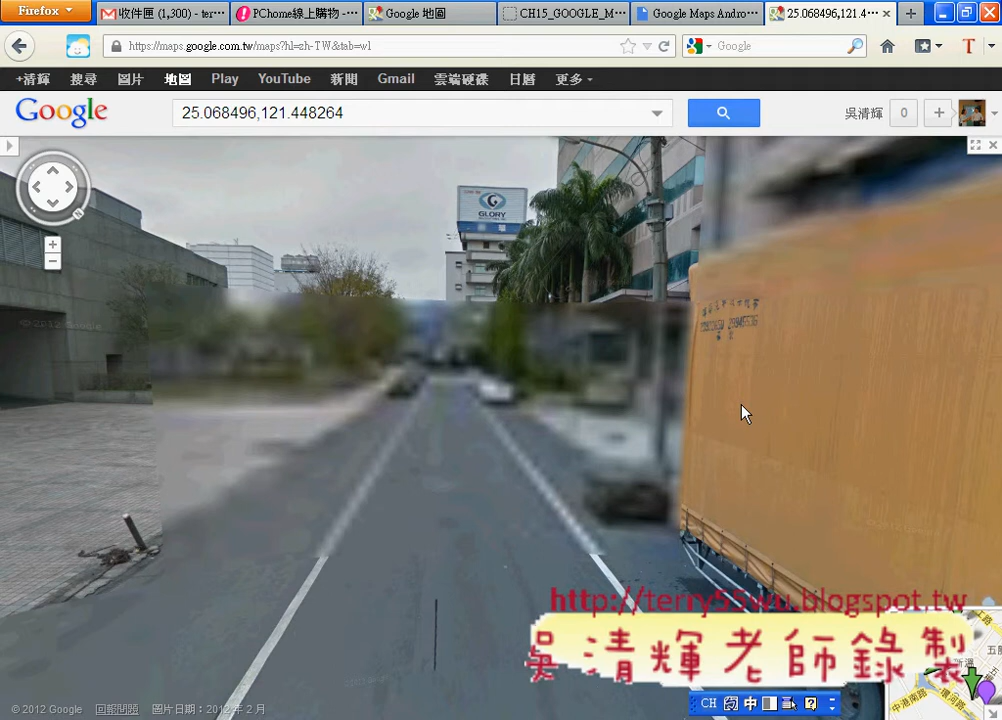 Firefox
收件匣 (1,300) - ter...
PChome線上購物 -...
Google 地圖
CH15_GOOGLE_M...
Google Maps Andro...
25.068496,121.4...
https://maps.google.com.tw/maps?hl=zh-TW&tab=wl
Google
+清輝 搜尋 圖片 地圖 Play YouTube 新聞 Gmail 雲端硬碟 日曆 更多
Google
25.068496,121.448264
吳清輝
0
GLORY
http://terry55wu.blogspot.tw
吳清輝老師錄製
© 2012 Google 回報問題 圖片日期：2012 年 2 月
CH 中